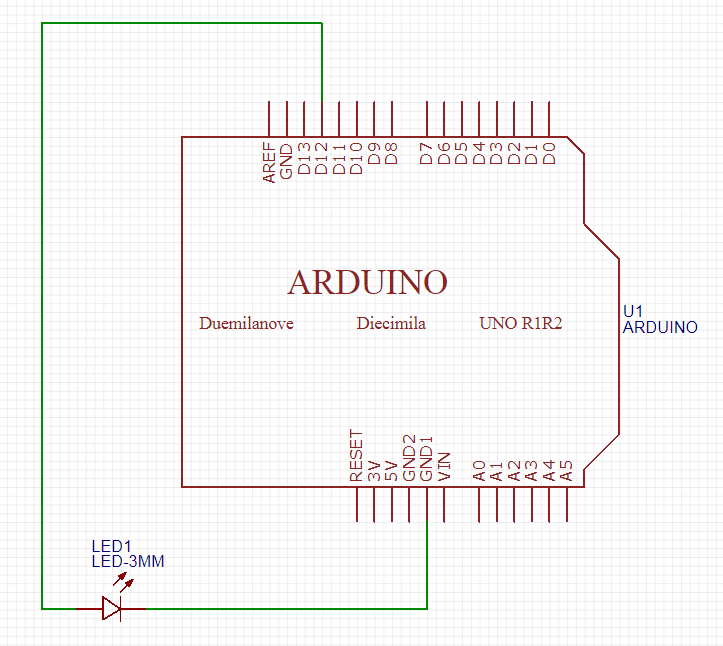 AREF
GND
D13
D12
D11
D10
D9
D8
D7
D6
D5
D4
D3
D2
D1
D0
ARDUINO
Duemilanove
Diecimila
UNO R1R2
U1
ARDUINO
RESET
3V
5V
GND2
GND1
VIN
A0
A1
A2
A3
A4
A5
LED1
LED-3MM